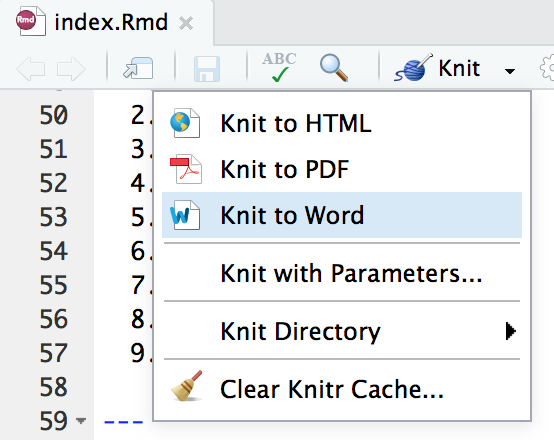 Rmd index.Rmd ×
ABC Knit
50 2.
51 3.
52 4.
53 5.
54 6.
55 7.
56 8.
57 9.
58
59 ---
Knit to HTML
Knit to PDF
W Knit to Word
Knit with Parameters...
Knit Directory
Clear Knitr Cache...